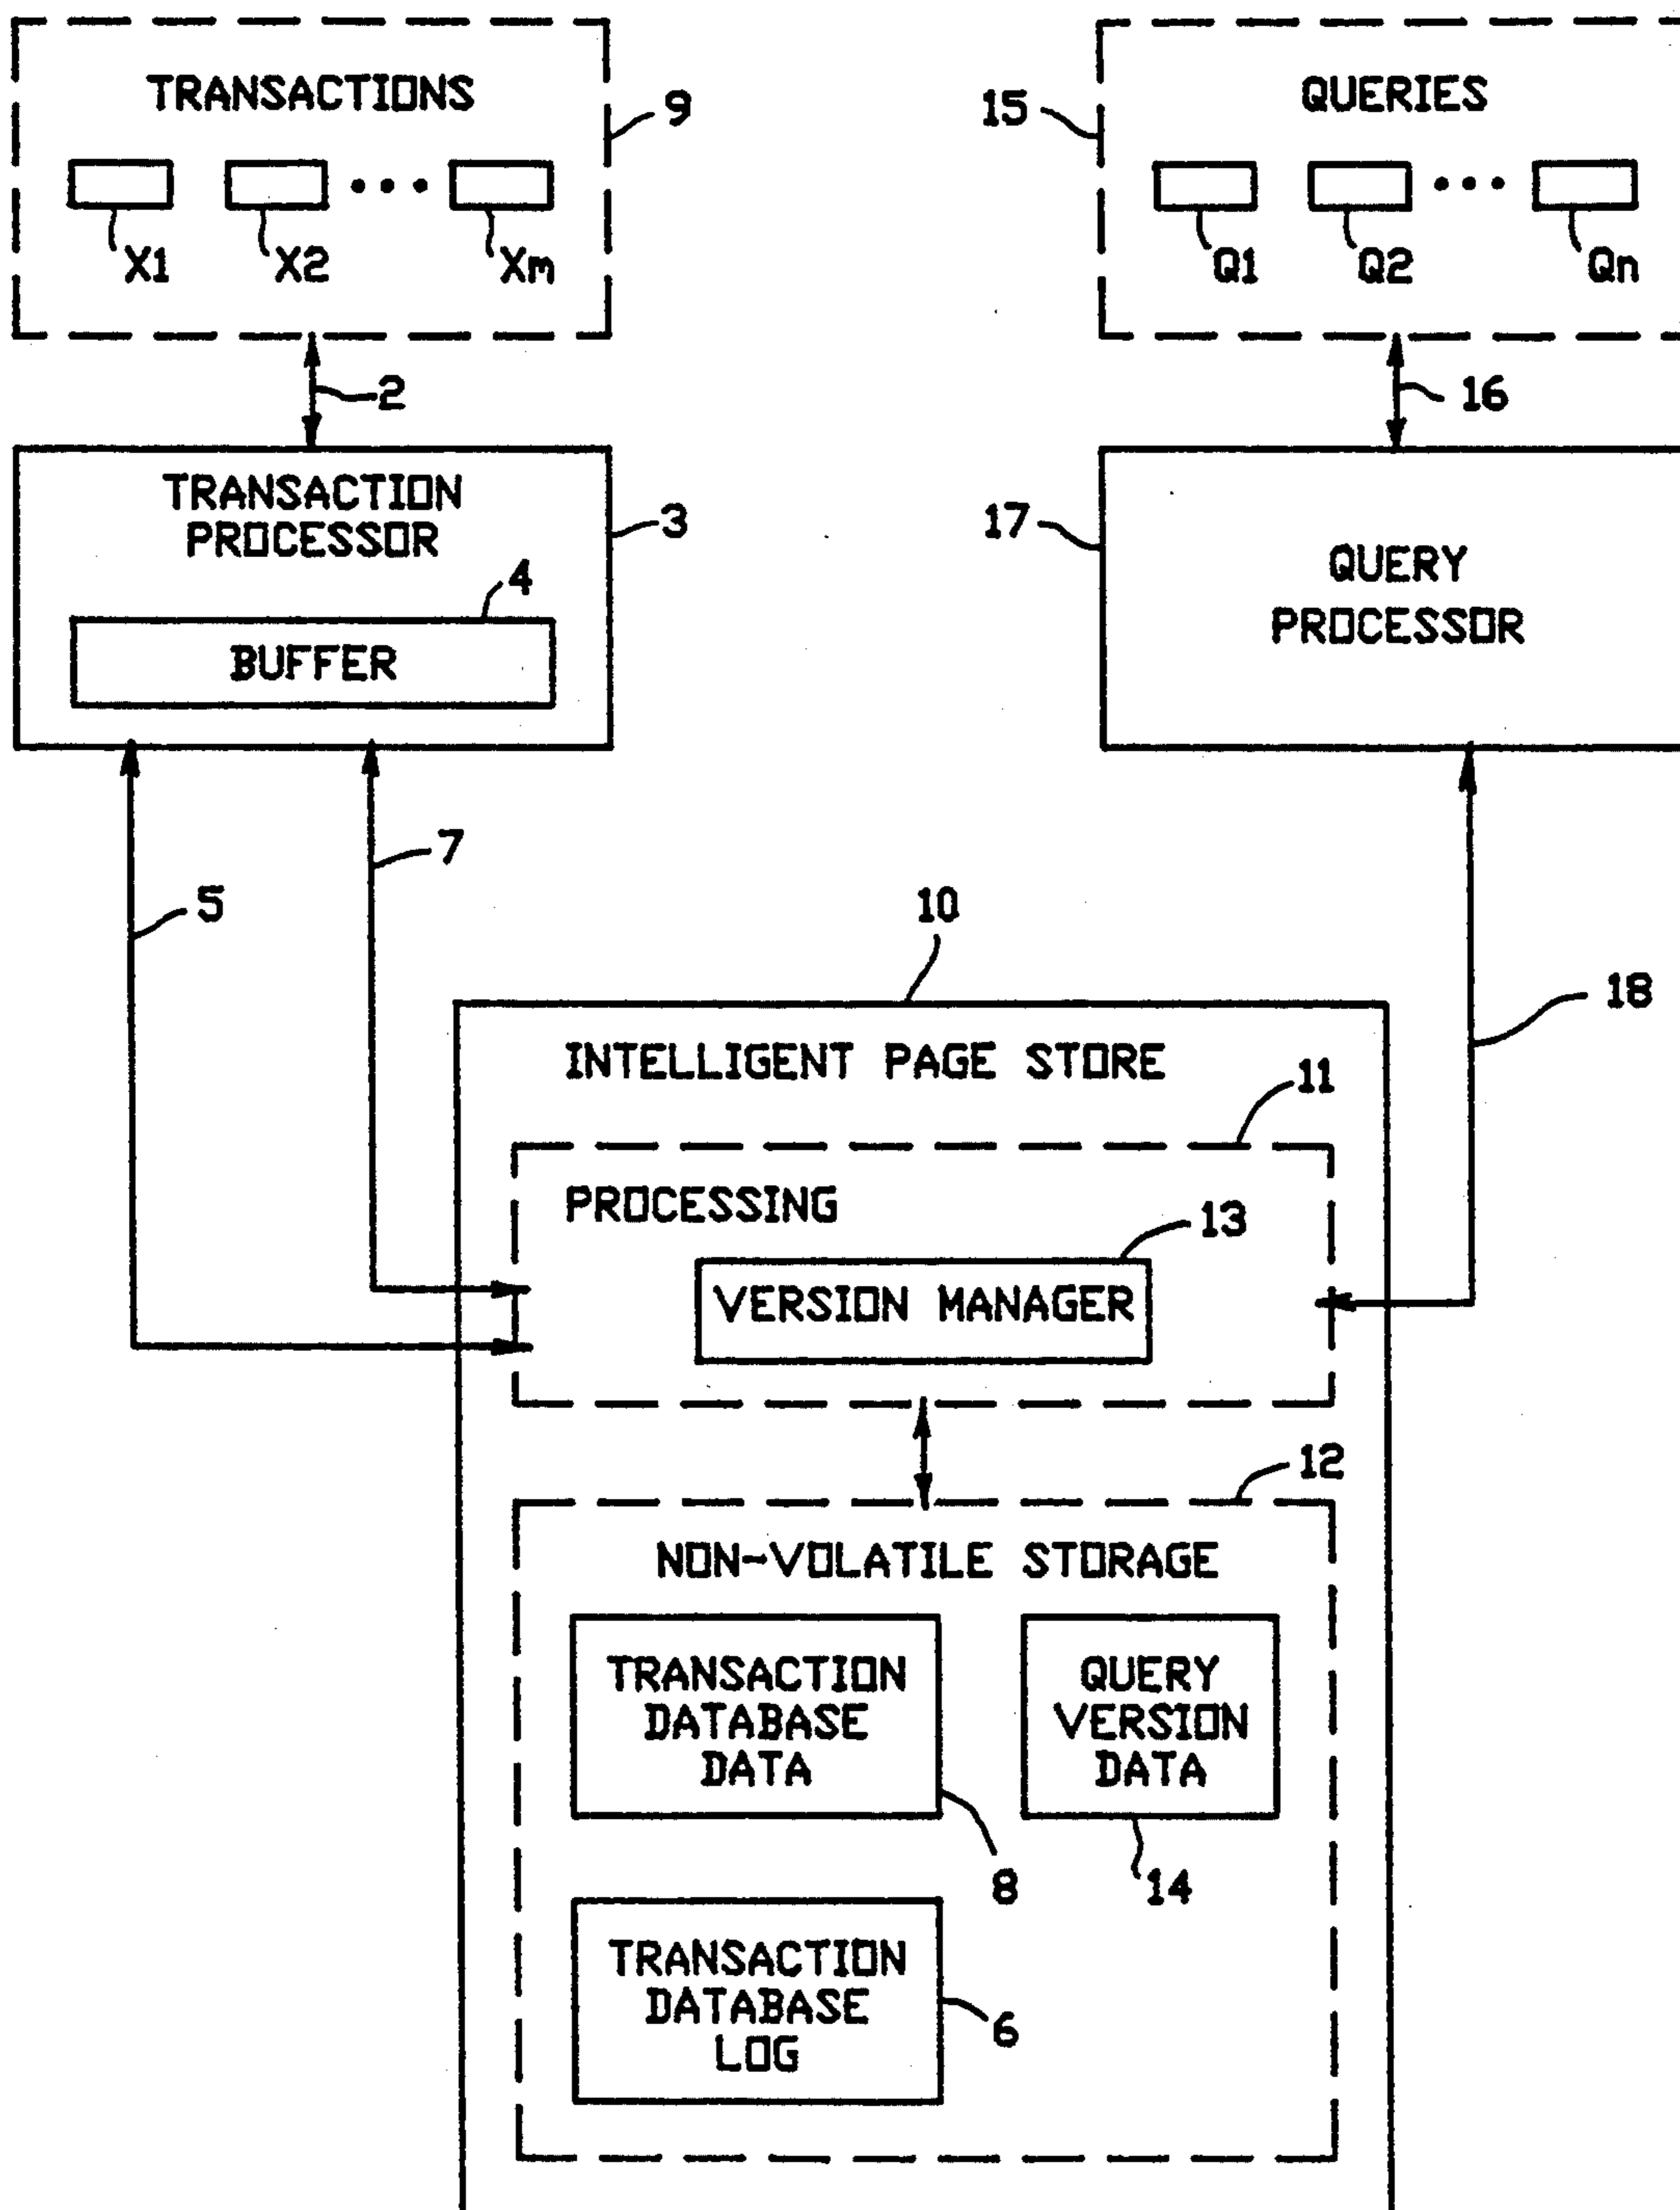 TRANSACTIONS
9
X1 X2 Xm
2
TRANSACTION
PROCESSOR
3
4
BUFFER
5
7
QUERIES
15
Q1 Q2 Qn
16
17
QUERY
PROCESSOR
18
10
INTELLIGENT PAGE STORE
11
PROCESSING
13
VERSION MANAGER
12
NON-VOLATILE STORAGE
TRANSACTION
DATABASE
DATA
8
QUERY
VERSION
DATA
14
TRANSACTION
DATABASE
LOG
6